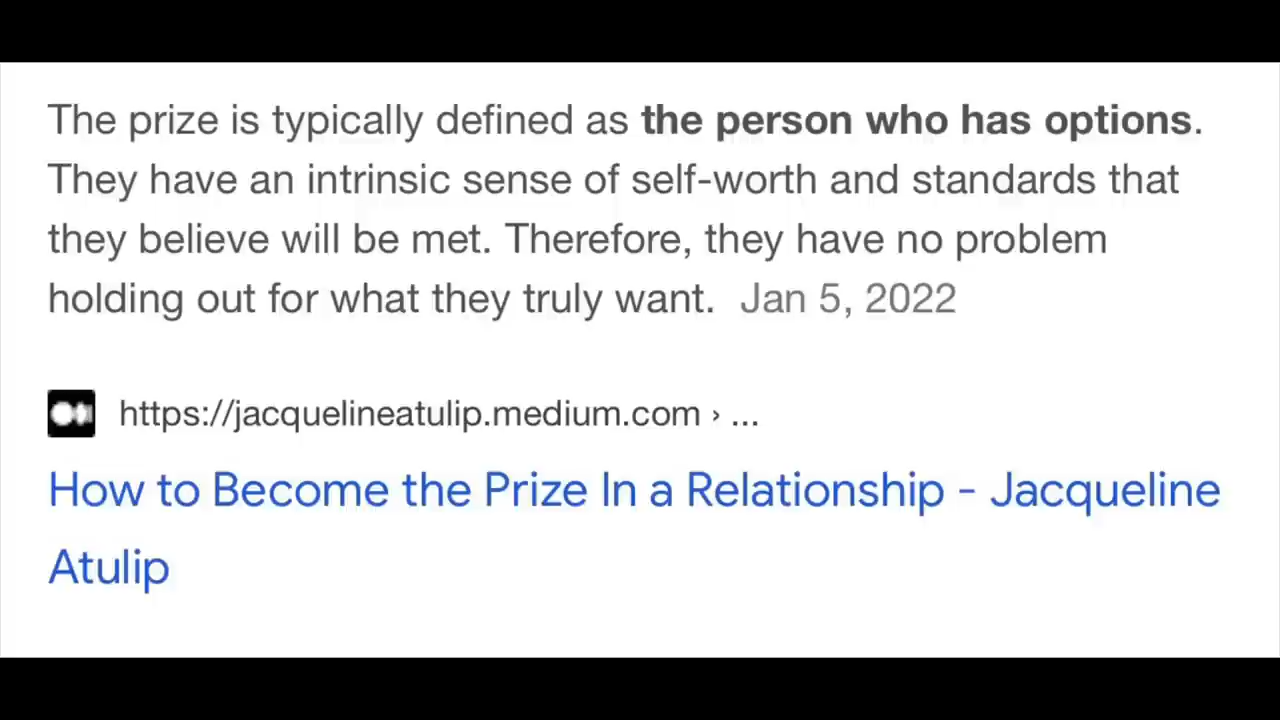 The prize is typically defined as the person who has options.
They have an intrinsic sense of self-worth and standards that
they believe will be met. Therefore, they have no problem
holding out for what they truly want. Jan 5, 2022
https://jacquelineatulip.medium.com › ...
How to Become the Prize In a Relationship - Jacqueline
Atulip